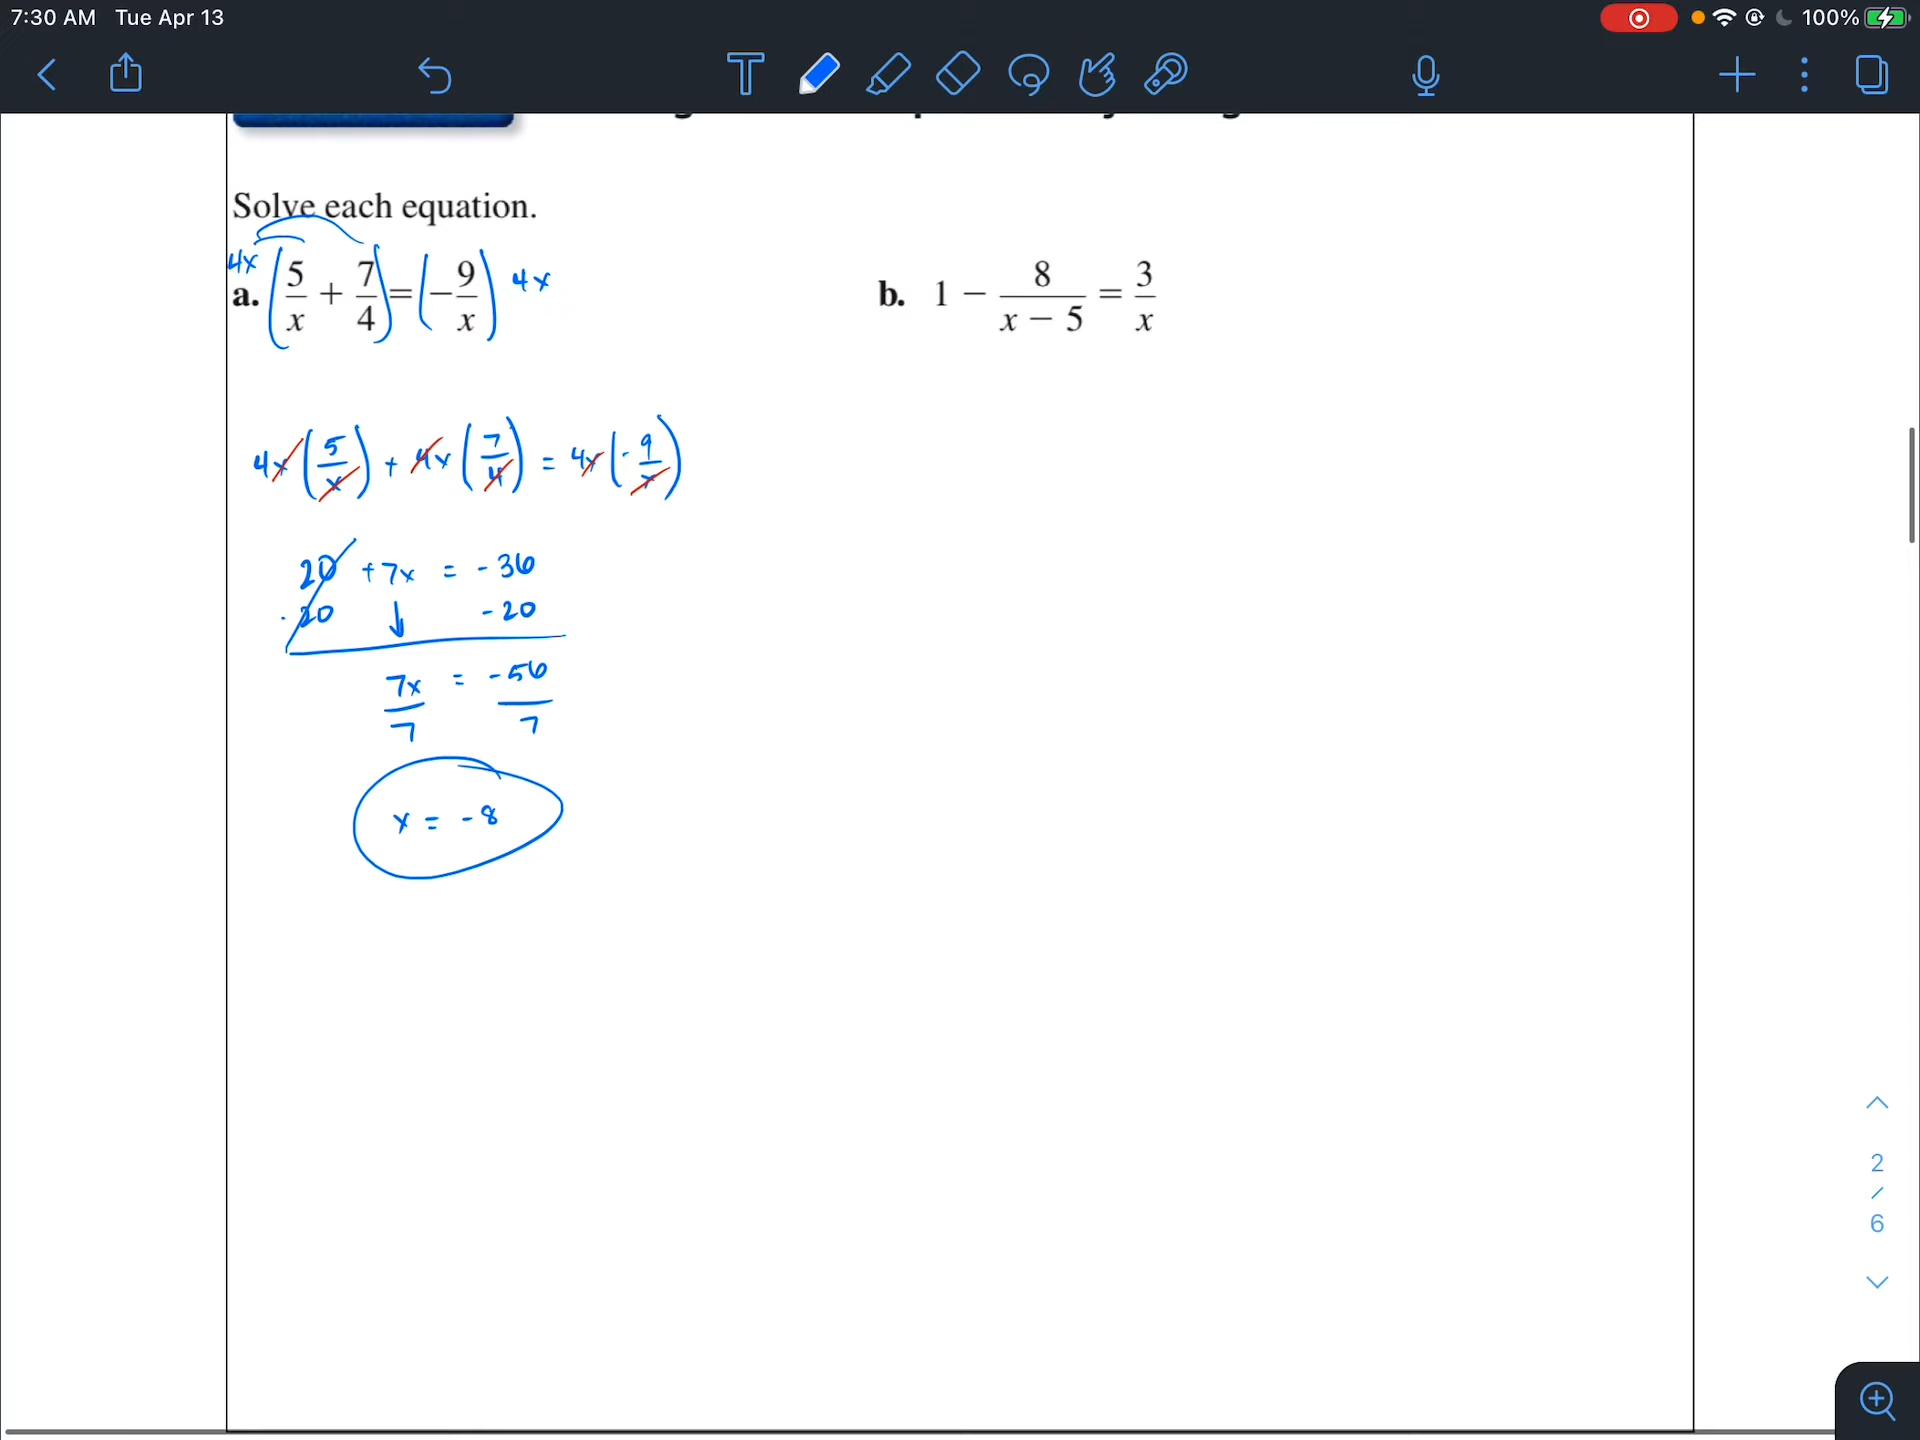 7:30 AM Tue Apr 13
100%
Solve each equation.
4x
a. (5/x + 7/4) = (−9/x) 4x
b. 1 − 8/(x − 5) = 3/x
4x(5/x) + 4x(7/4) = 4x(-9/x)
20 + 7x = -36
-20 ↓ -20
7x/7 = -56/7
x = -8
2
/
6